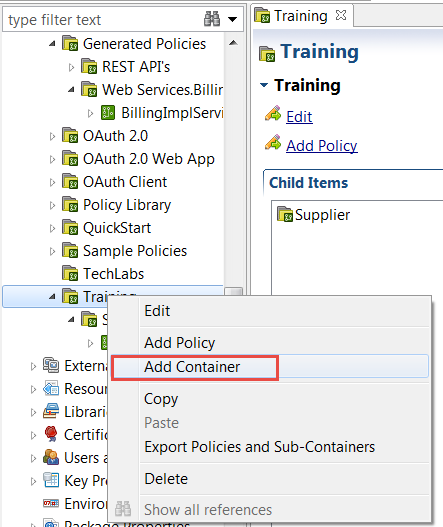 type filter text
Generated Policies
REST API's
Web Services.Billin
BillingImplServi
OAuth 2.0
OAuth 2.0 Web App
OAuth Client
Policy Library
QuickStart
Sample Policies
TechLabs
Training
S
Extern
Resour
Librari
Certific
Users a
Key Pro
Enviro
Package Properties
Training
Training
Training
Edit
Add Policy
Child Items
Supplier
Edit
Add Policy
Add Container
Copy
Paste
Export Policies and Sub-Containers
Delete
Show all references